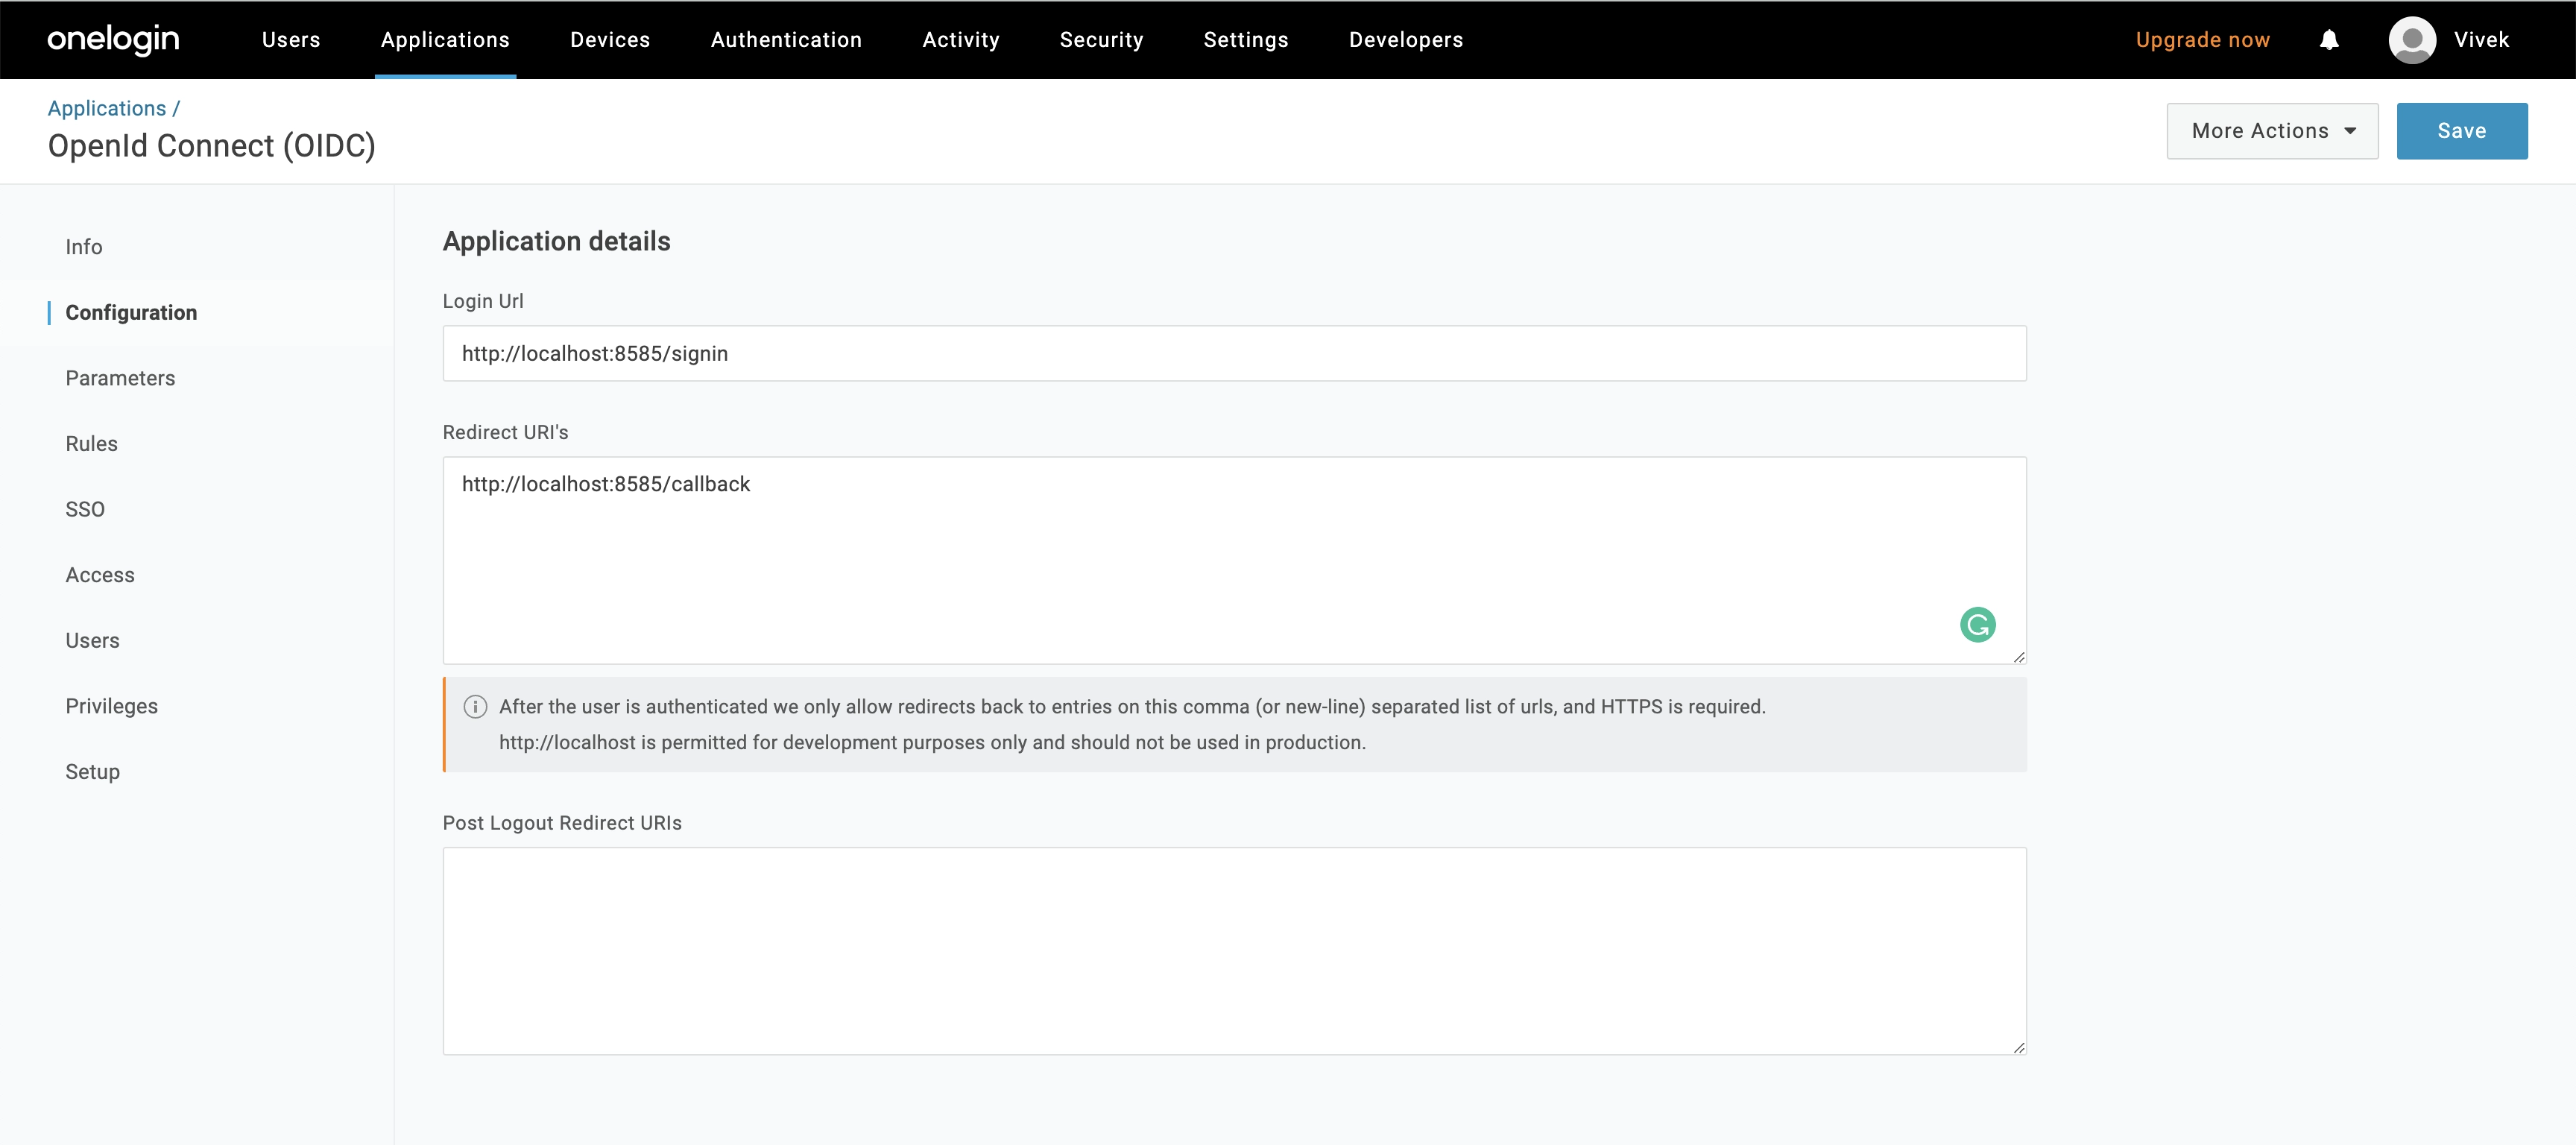 onelogin Users Applications Devices Authentication Activity Security Settings Developers Upgrade now Vivek
Applications /
OpenId Connect (OIDC)
More Actions Save
Info
Configuration
Parameters
Rules
SSO
Access
Users
Privileges
Setup
Application details
Login Url
http://localhost:8585/signin
Redirect URI's
http://localhost:8585/callback
After the user is authenticated we only allow redirects back to entries on this comma (or new-line) separated list of urls, and HTTPS is required.
http://localhost is permitted for development purposes only and should not be used in production.
Post Logout Redirect URIs